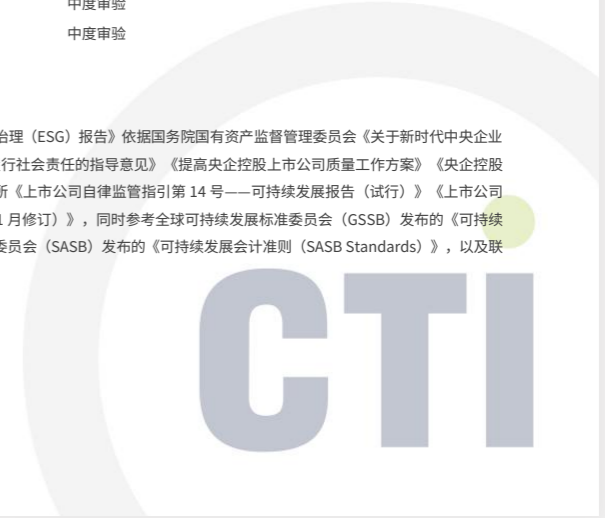 中度审验
中度审验
治理（ESG）报告》依据国务院国有资产监督管理委员会《关于新时代中央企业
行社会责任的指导意见》《提高央企控股上市公司质量工作方案》《央企控股
所《上市公司自律监管指引第 14 号——可持续发展报告（试行）》《上市公司
1 月修订）》，同时参考全球可持续发展标准委员会（GSSB）发布的《可持续
委员会（SASB）发布的《可持续发展会计准则（SASB Standards）》，以及联
CTI